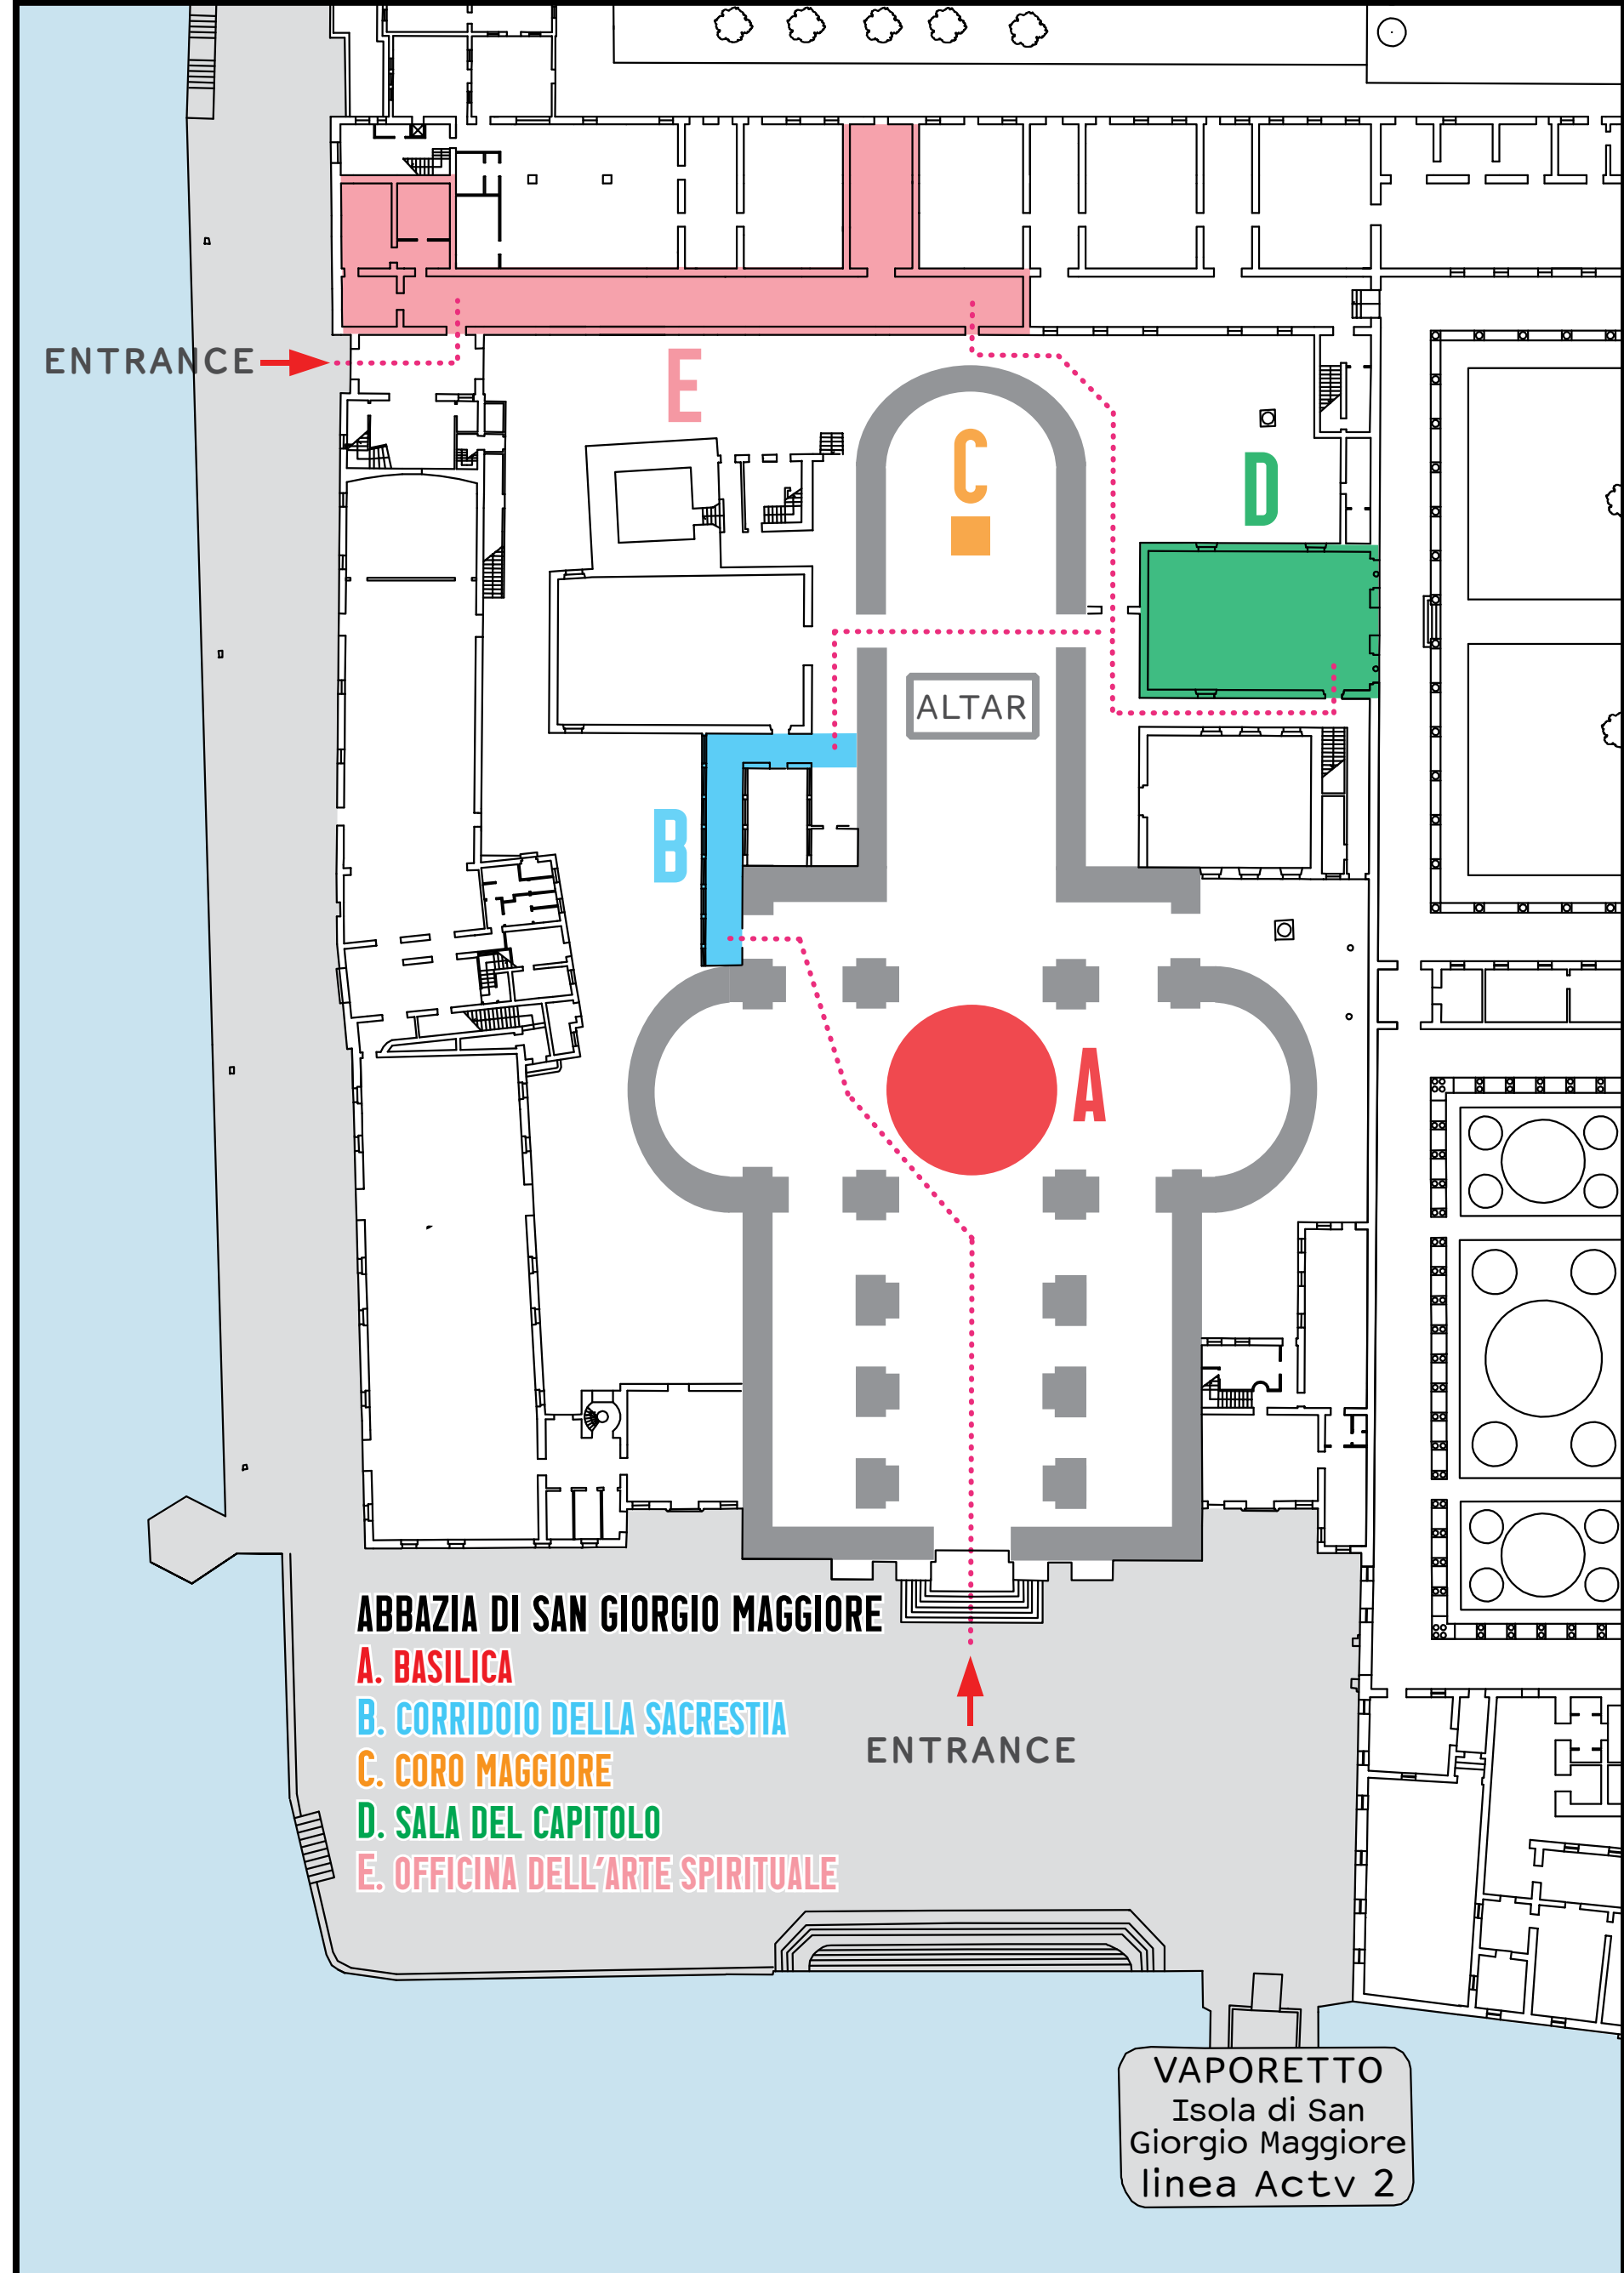 ENTRANCE
E
C
D
ALTAR
B
A
ABBAZIA DI SAN GIORGIO MAGGIORE
A. BASILICA
B. CORRIDOIO DELLA SACRESTIA
C. CORO MAGGIORE
D. SALA DEL CAPITOLO
E. OFFICINA DELL'ARTE SPIRITUALE
ENTRANCE
VAPORETTO
Isola di San
Giorgio Maggiore
linea Actv 2